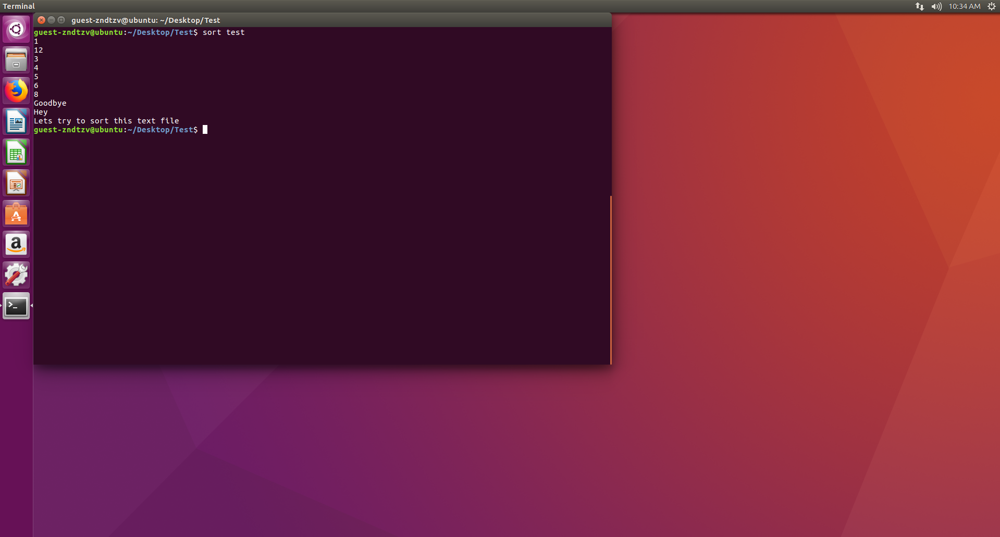 Terminal
10:34 AM
guest-zndtzv@ubuntu: ~/Desktop/Test
guest-zndtzv@ubuntu:~/Desktop/Test$ sort test
1
12
3
4
5
6
8
Goodbye
Hey
Lets try to sort this text file
guest-zndtzv@ubuntu:~/Desktop/Test$